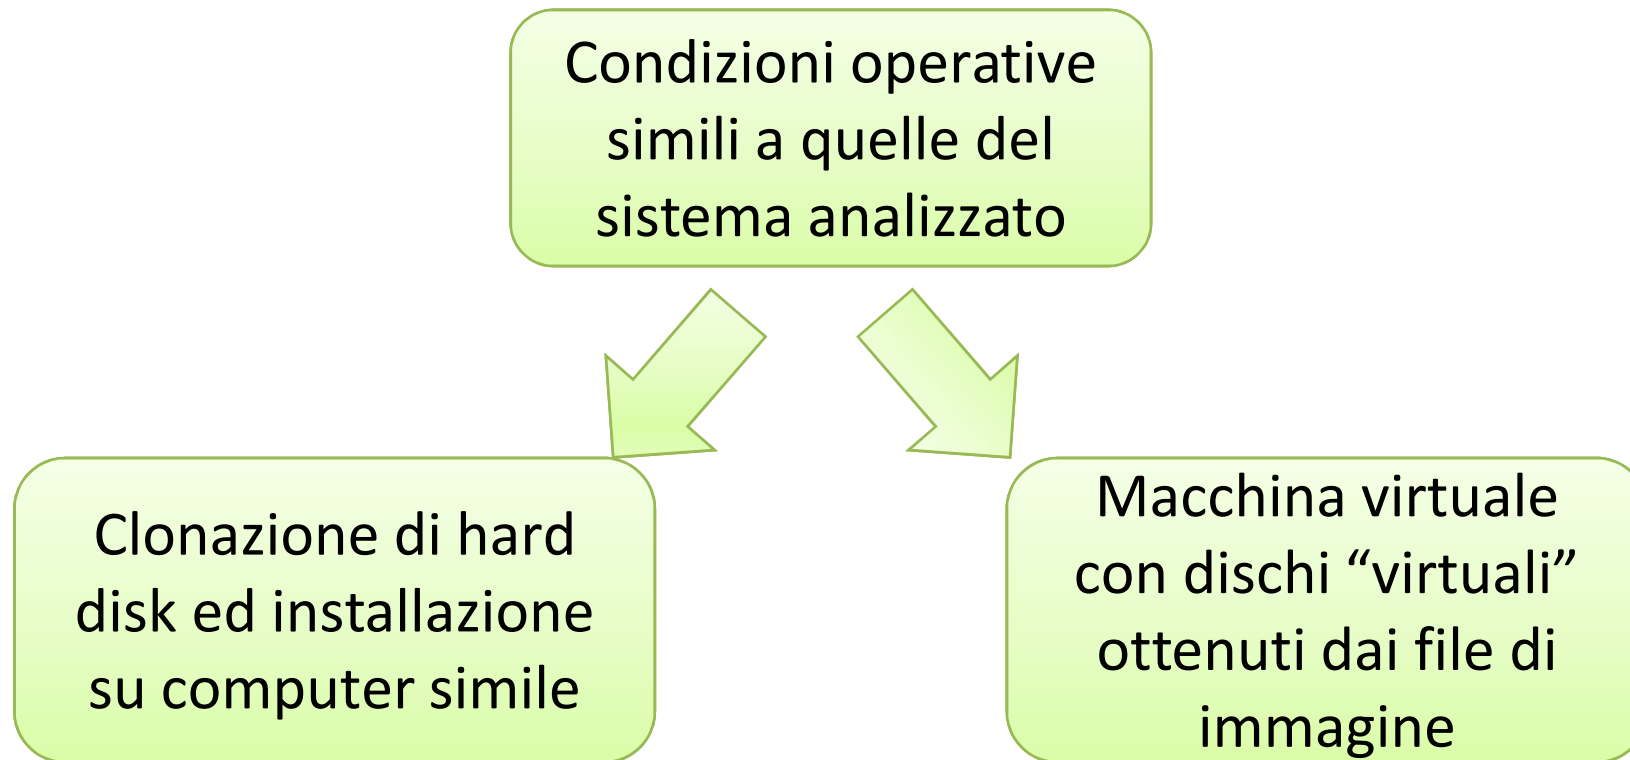 Condizioni operative
simili a quelle del
sistema analizzato
Clonazione di hard
disk ed installazione
su computer simile
Macchina virtuale
con dischi “virtuali”
ottenuti dai file di
immagine